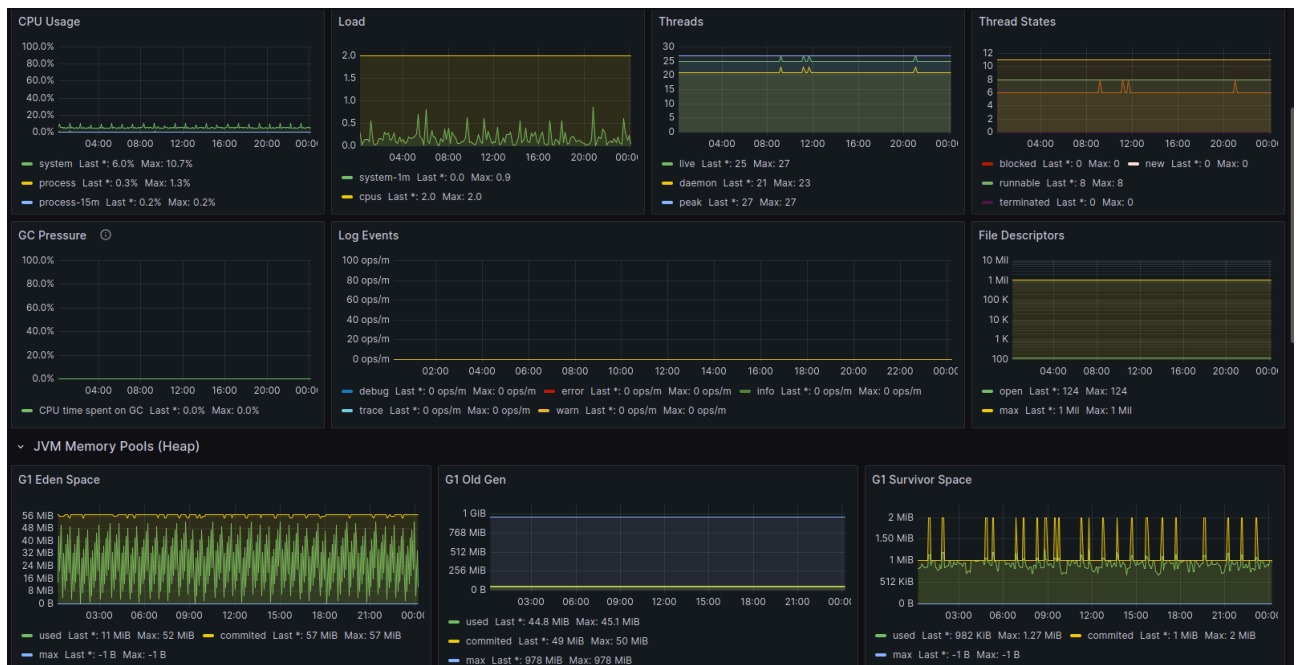 CPU Usage
100.0%
80.0%
60.0%
40.0%
20.0%
0.0%
04:00 08:00 12:00 16:00 20:00 00:0
system Last *: 6.0% Max: 10.7%
process Last *: 0.3% Max: 1.3%
process-15m Last *: 0.2% Max: 0.2%
Load
2.0
1.5
1.0
0.5
0.0
04:00 08:00 12:00 16:00 20:00 00:0
system-1m Last *: 0.0 Max: 0.9
cpus Last *: 2.0 Max: 2.0
Threads
30
25
20
15
10
5
0
04:00 08:00 12:00 16:00 20:00 00:0
live Last *: 25 Max: 27
daemon Last *: 21 Max: 23
peak Last *: 27 Max: 27
Thread States
12
10
8
6
4
2
0
04:00 08:00 12:00 16:00 20:00 00:0
blocked Last *: 0 Max: 0 new Last *: 0 Max: 0
runnable Last *: 8 Max: 8
terminated Last *: 0 Max: 0
GC Pressure
100.0%
80.0%
60.0%
40.0%
20.0%
0.0%
04:00 08:00 12:00 16:00 20:00 00:0
CPU time spent on GC Last *: 0.0% Max: 0.0%
Log Events
100 ops/m
80 ops/m
60 ops/m
40 ops/m
20 ops/m
0 ops/m
02:00 04:00 06:00 08:00 10:00 12:00 14:00 16:00 18:00 20:00 22:00 00:0
debug Last *: 0 ops/m Max: 0 ops/m error Last *: 0 ops/m Max: 0 ops/m info Last *: 0 ops/m Max: 0 ops/m
trace Last *: 0 ops/m Max: 0 ops/m warn Last *: 0 ops/m Max: 0 ops/m
File Descriptors
10 Mil
1 Mil
100 K
10 K
1 K
100
04:00 08:00 12:00 16:00 20:00 00:0
open Last *: 124 Max: 124
max Last *: 1 Mil Max: 1 Mil
JVM Memory Pools (Heap)
G1 Eden Space
56 MiB
48 MiB
40 MiB
32 MiB
24 MiB
16 MiB
8 MiB
0 B
03:00 06:00 09:00 12:00 15:00 18:00 21:00 00:0
used Last *: 11 MiB Max: 52 MiB commited Last *: 57 MiB Max: 57 MiB
max Last *: -1 B Max: -1 B
G1 Old Gen
1 GiB
768 MiB
512 MiB
256 MiB
0 B
03:00 06:00 09:00 12:00 15:00 18:00 21:00 00:0
used Last *: 44.8 MiB Max: 45.1 MiB
commited Last *: 49 MiB Max: 50 MiB
max Last *: 978 MiB Max: 978 MiB
G1 Survivor Space
2 MiB
1.50 MiB
1 MiB
512 KiB
0 B
03:00 06:00 09:00 12:00 15:00 18:00 21:00 00:0
used Last *: 982 KiB Max: 1.27 MiB commited Last *: 1 MiB Max: 2 MiB
max Last *: -1 B Max: -1 B